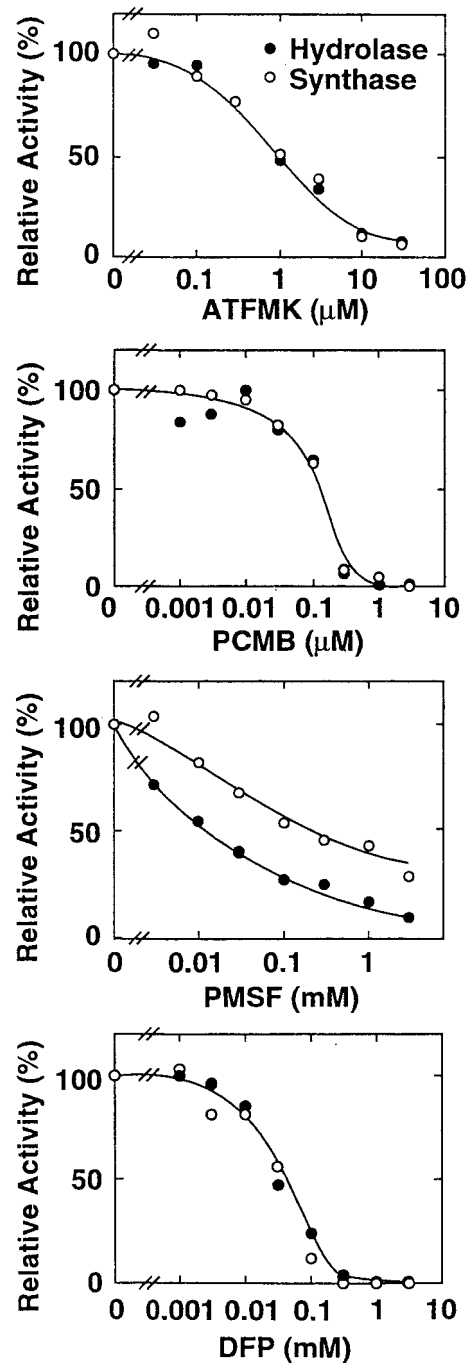 Relative Activity (%)
100
50
0
● Hydrolase
○ Synthase
0 0.1 1 10 100
ATFMK (μM)
Relative Activity (%)
100
50
0
0 0.001 0.01 0.1 1 10
PCMB (μM)
Relative Activity (%)
100
50
0
0 0.01 0.1 1
PMSF (mM)
Relative Activity (%)
100
50
0
0 0.001 0.01 0.1 1 10
DFP (mM)